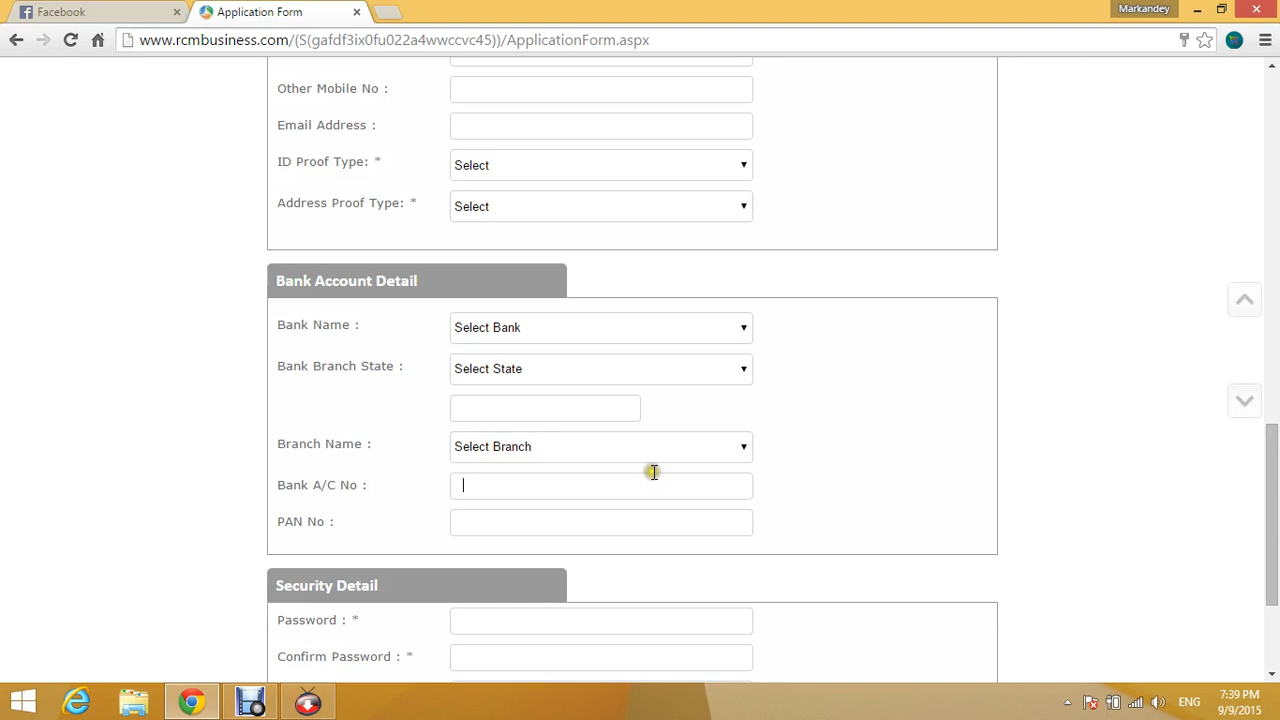 Facebook
Application Form
Markandey
www.rcmbusiness.com/(S(gafdf3ix0fu022a4wwccvc45))/ApplicationForm.aspx
Other Mobile No :
Email Address :
ID Proof Type: *
Select
Address Proof Type: *
Select
Bank Account Detail
Bank Name :
Select Bank
Bank Branch State :
Select State
Branch Name :
Select Branch
Bank A/C No :
PAN No :
Security Detail
Password : *
Confirm Password : *
ENG
7:39 PM
9/9/2015